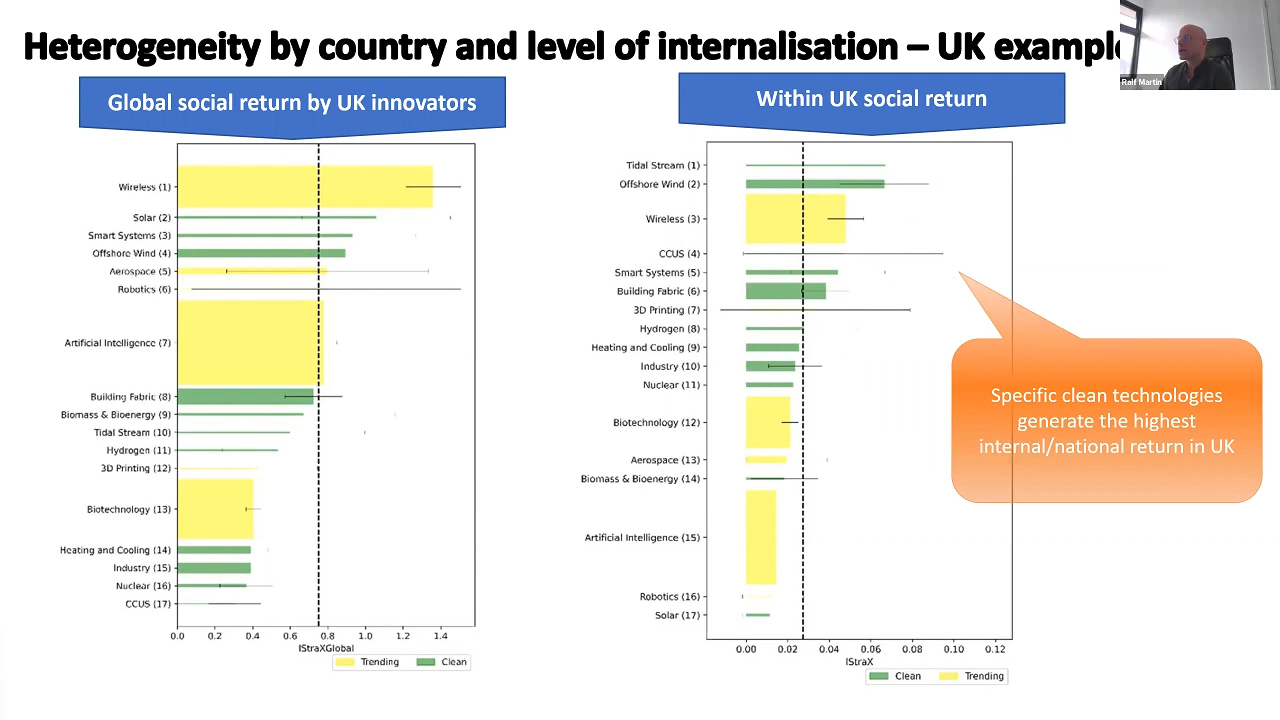 Heterogeneity by country and level of internalisation – UK example
Ralf Martin
Global social return by UK innovators
Wireless (1)
Solar (2)
Smart Systems (3)
Offshore Wind (4)
Aerospace (5)
Robotics (6)
Artificial Intelligence (7)
Building Fabric (8)
Biomass & Bioenergy (9)
Tidal Stream (10)
Hydrogen (11)
3D Printing (12)
Biotechnology (13)
Heating and Cooling (14)
Industry (15)
Nuclear (16)
CCUS (17)
0.0 0.2 0.4 0.6 0.8 1.0 1.2 1.4
IStraXGlobal
Trending Clean
Within UK social return
Tidal Stream (1)
Offshore Wind (2)
Wireless (3)
CCUS (4)
Smart Systems (5)
Building Fabric (6)
3D Printing (7)
Hydrogen (8)
Heating and Cooling (9)
Industry (10)
Nuclear (11)
Biotechnology (12)
Aerospace (13)
Biomass & Bioenergy (14)
Artificial Intelligence (15)
Robotics (16)
Solar (17)
0.00 0.02 0.04 0.06 0.08 0.10 0.12
IStraX
Clean Trending
Specific clean technologies
generate the highest
internal/national return in UK